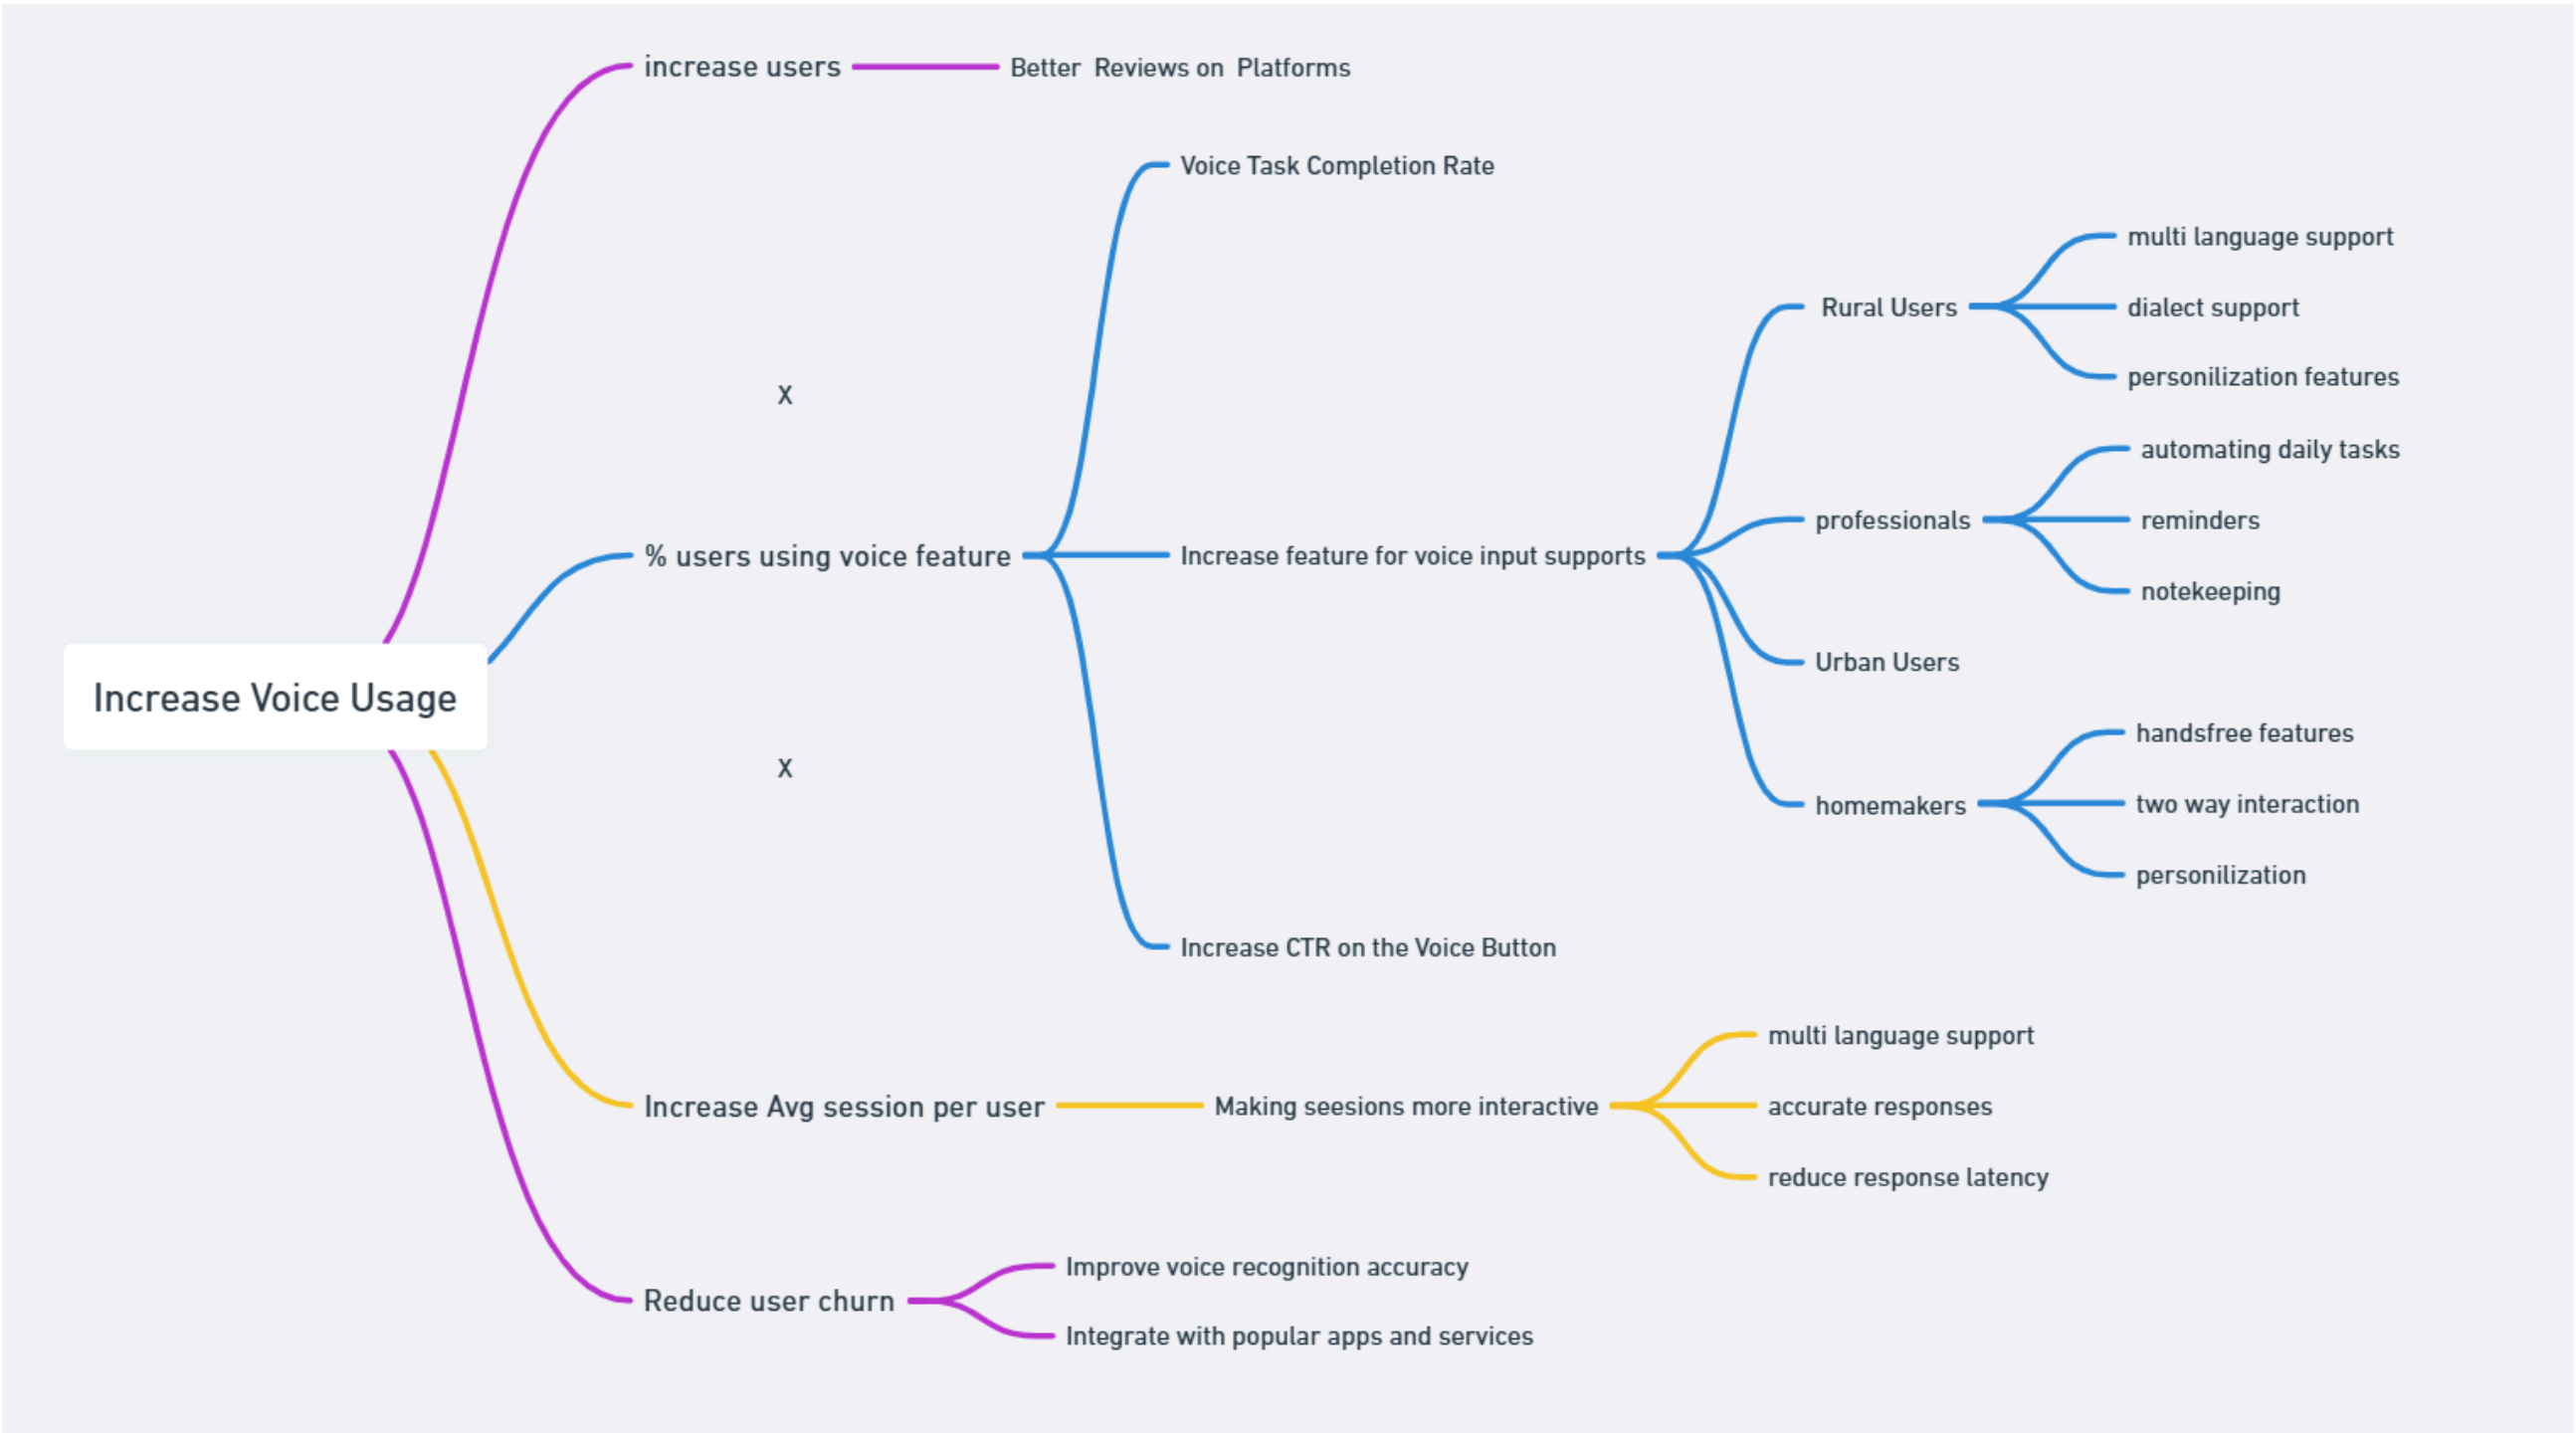 increase users
Better Reviews on Platforms
Voice Task Completion Rate
multi language support
Rural Users
dialect support
personilization features
X
automating daily tasks
professionals
reminders
% users using voice feature
Increase feature for voice input supports
notekeeping
Urban Users
Increase Voice Usage
handsfree features
X
homemakers
two way interaction
personilization
Increase CTR on the Voice Button
multi language support
Increase Avg session per user
Making seesions more interactive
accurate responses
reduce response latency
Improve voice recognition accuracy
Reduce user churn
Integrate with popular apps and services